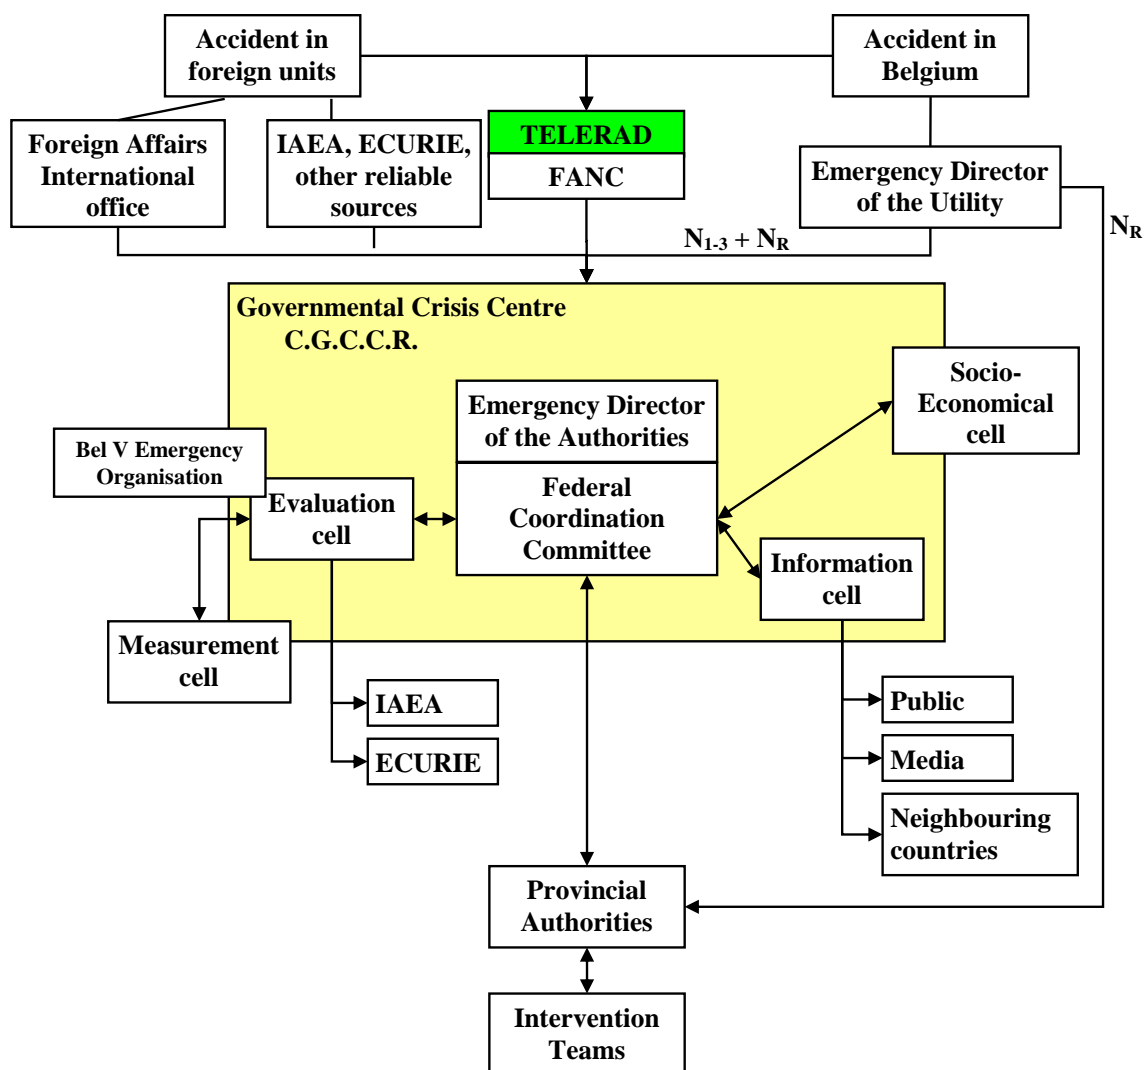 Accident in
foreign units
Accident in
Belgium
Foreign Affairs
International
office
IAEA, ECURIE,
other reliable
sources
TELERAD
FANC
Emergency Director
of the Utility
N1-3 + NR
NR
Governmental Crisis Centre
C.G.C.C.R.
Socio-
Economical
cell
Emergency Director
of the Authorities
Bel V Emergency
Organisation
Evaluation
cell
Federal
Coordination
Committee
Information
cell
Measurement
cell
IAEA
ECURIE
Public
Media
Neighbouring
countries
Provincial
Authorities
Intervention
Teams